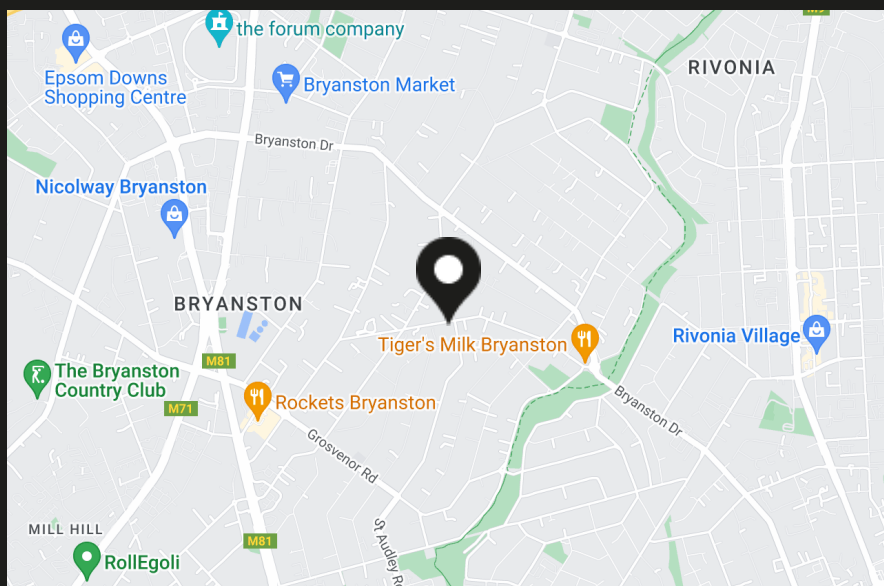 the forum company
Epsom Downs
Shopping Centre
Bryanston Market
RIVONIA
Bryanston Dr
Nicolway Bryanston
BRYANSTON
Rivonia Village
Tiger's Milk Bryanston
M81
The Bryanston
Country Club
Rockets Bryanston
M71
Bryanston Dr
Grosvenor Rd
MILL HILL
M81
St Audley
RollEgoli